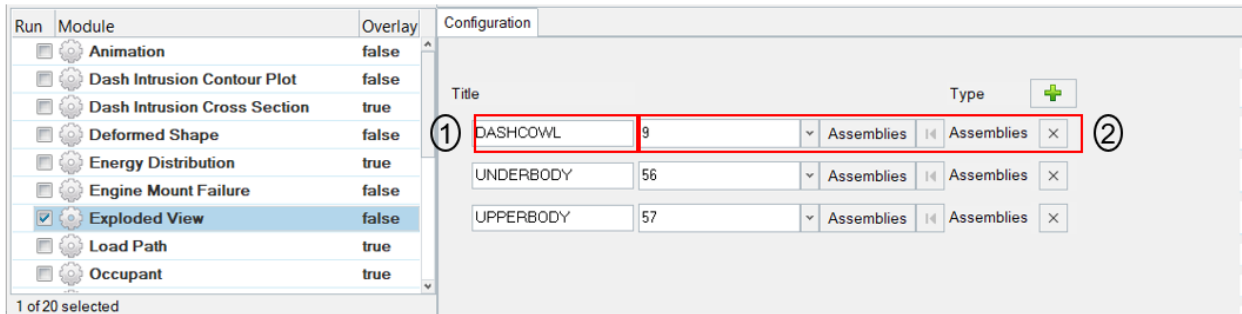 Run Module Overlay
Animation false
Dash Intrusion Contour Plot false
Dash Intrusion Cross Section true
Deformed Shape false
Energy Distribution true
Engine Mount Failure false
Exploded View false
Load Path true
Occupant true
1 of 20 selected
Configuration
Title Type
1 DASHCOWL 9 Assemblies Assemblies 2
UNDERBODY 56 Assemblies Assemblies
UPPERBODY 57 Assemblies Assemblies